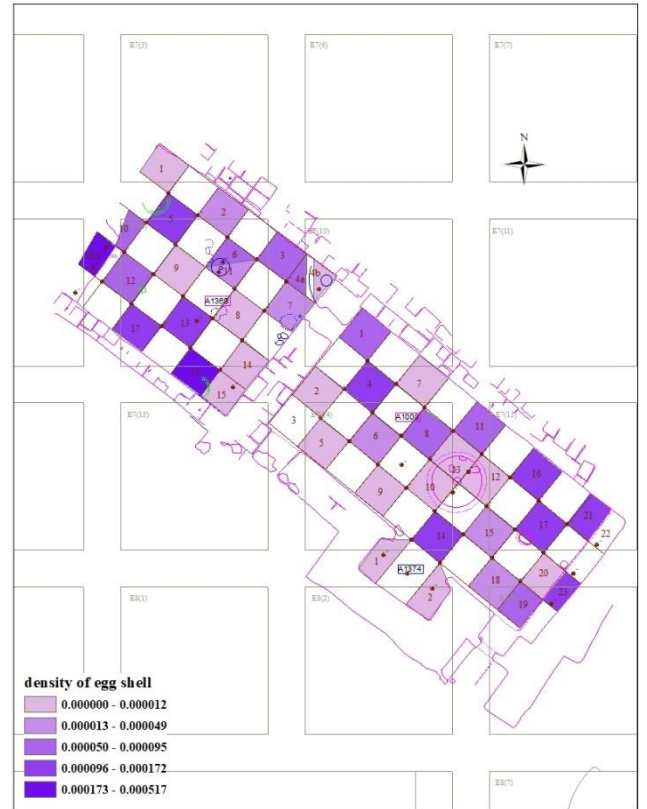 E7(5)
E7(6)
E7(7)
N
1
2
10
5
E7(10)
E7(11)
3
6
11
9
4a
4b
12
A1368
7
8
17
13
1
14
15
2
4
7
E7(13)
3
A1008
11
5
6
8
13
16
10
12
9
21
17
14
15
22
1
A1374
20
18
2
23
19
E8(1)
E8(2)
density of egg shell
0.000000 - 0.000012
0.000013 - 0.000049
0.000050 - 0.000095
0.000096 - 0.000172
0.000173 - 0.000517
E8(7)